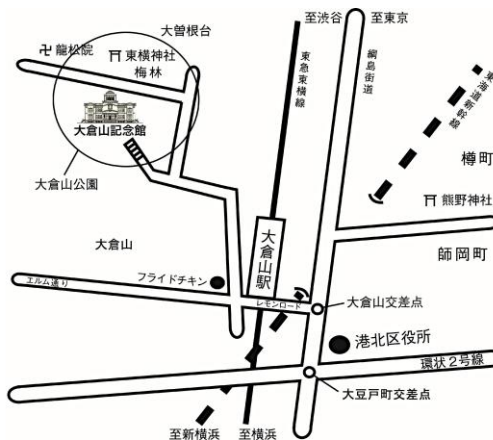 至渋谷
至東京
大曽根台
卍 龍松院
東横神社
梅林
東急東横線
綱島街道
東海道新幹線
大倉山記念館
樽町
大倉山公園
熊野神社
大倉山
大倉山駅
師岡町
エルム通り
フライドチキン
レモンロード
大倉山交差点
港北区役所
環状2号線
大豆戸町交差点
至新横浜
至横浜